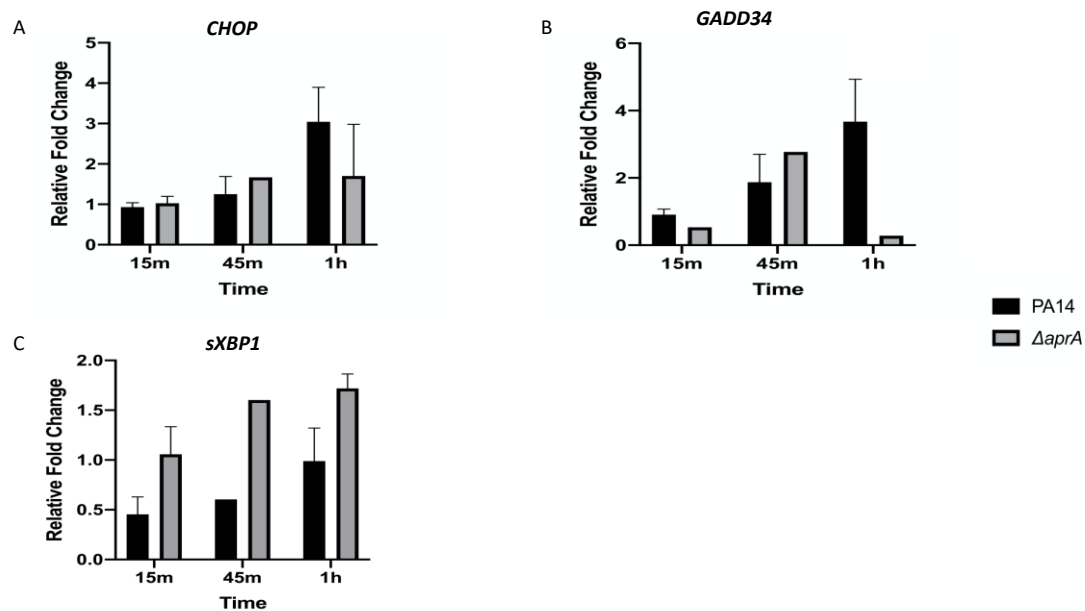 A
CHOP
Relative Fold Change
5
4
3
2
1
0
15m 45m 1h
Time
B
GADD34
Relative Fold Change
6
4
2
0
15m 45m 1h
Time
PA14
ΔaprA
C
sXBP1
Relative Fold Change
2.0
1.5
1.0
0.5
0.0
15m 45m 1h
Time